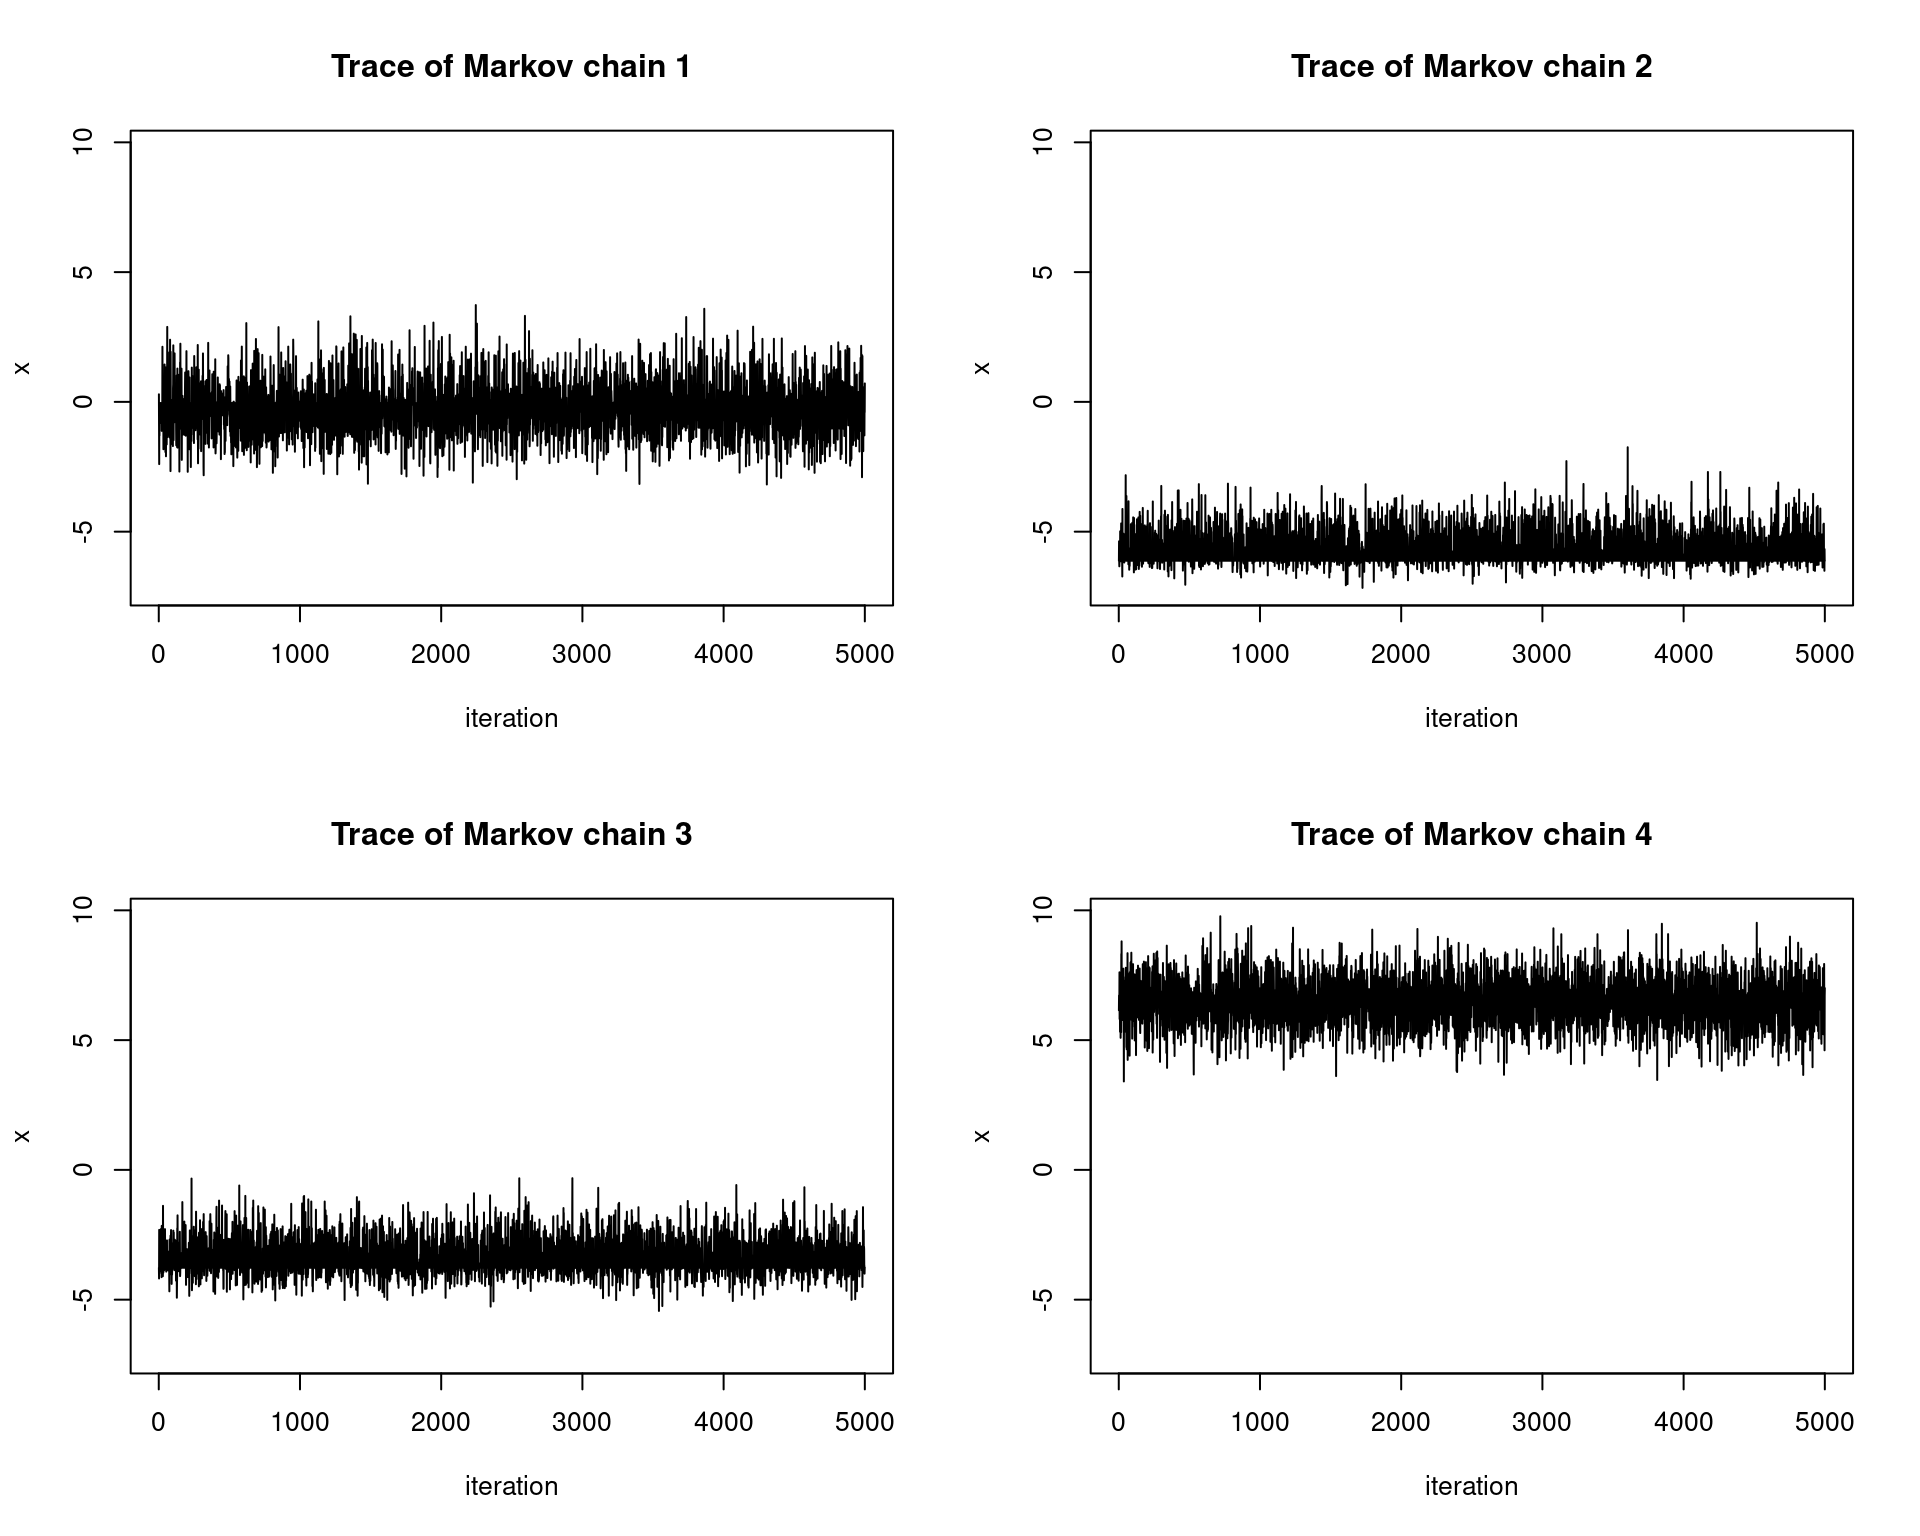 Trace of Markov chain 1
10
5
0
-5
x
0 1000 2000 3000 4000 5000
iteration
Trace of Markov chain 2
10
5
0
-5
x
0 1000 2000 3000 4000 5000
iteration
Trace of Markov chain 3
10
5
0
-5
x
0 1000 2000 3000 4000 5000
iteration
Trace of Markov chain 4
10
5
0
-5
x
0 1000 2000 3000 4000 5000
iteration